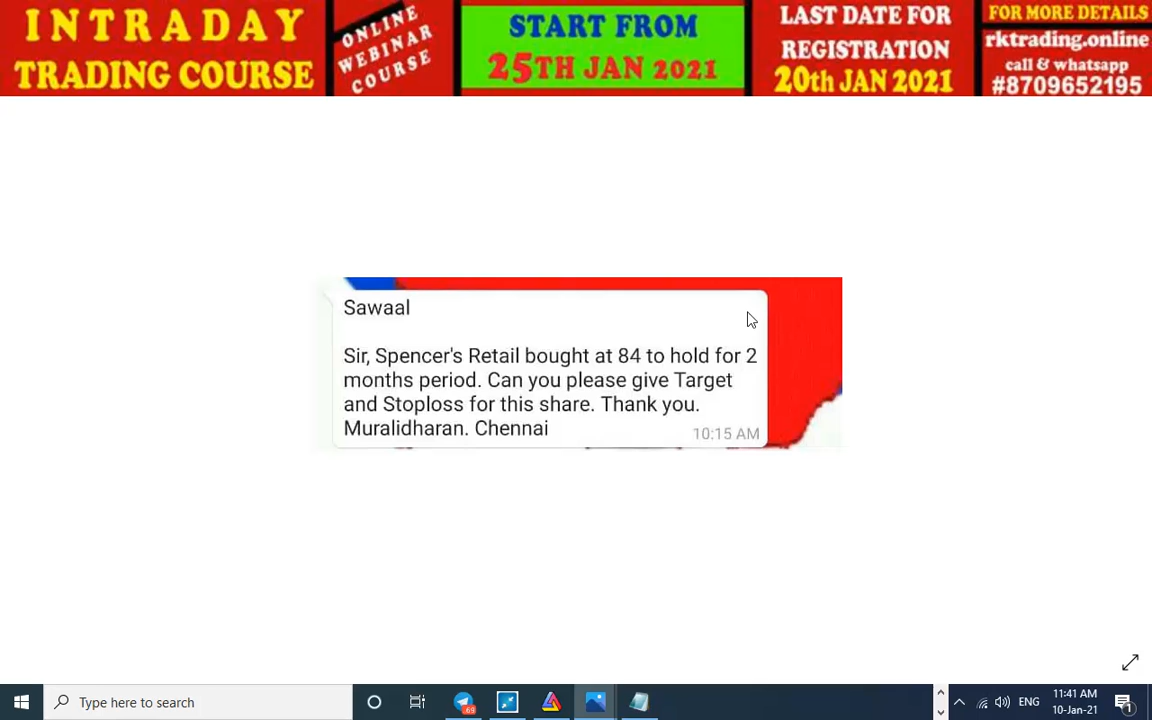 INTRADAY
TRADING COURSE
ONLINE
WEBINAR
COURSE
START FROM
25TH JAN 2021
LAST DATE FOR
REGISTRATION
20th JAN 2021
FOR MORE DETAILS
rktrading.online
call & whatsapp
#8709652195
Sawaal
Sir, Spencer's Retail bought at 84 to hold for 2
months period. Can you please give Target
and Stoploss for this share. Thank you.
Muralidharan. Chennai
10:15 AM
Type here to search
69
ENG
11:41 AM
10-Jan-21
1